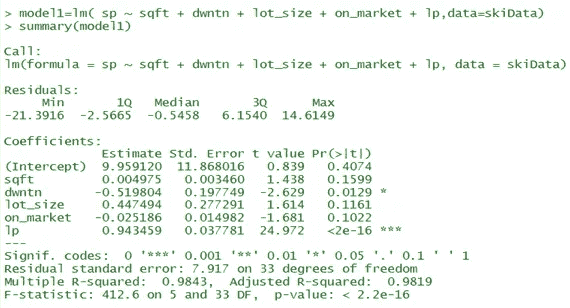 > model1=lm( sp ~ sqft + dwntn + lot_size + on_market + lp,data=skiData)
> summary(model1)
Call:
lm(formula = sp ~ sqft + dwntn + lot_size + on_market + lp, data = skiData)
Residuals:
Min 1Q Median 3Q Max
-21.3916 -2.5665 -0.5458 6.1540 14.6149
Coefficients:
Estimate Std. Error t value Pr(>|t|)
(Intercept) 9.959120 11.868016 0.839 0.4074
sqft 0.004975 0.003460 1.438 0.1599
dwntn -0.519804 0.197749 -2.629 0.0129 *
lot_size 0.447494 0.277291 1.614 0.1161
on_market -0.025186 0.014982 -1.681 0.1022
lp 0.943459 0.037781 24.972 <2e-16 ***
---
Signif. codes: 0 '***' 0.001 '**' 0.01 '*' 0.05 '.' 0.1 ' ' 1
Residual standard error: 7.917 on 33 degrees of freedom
Multiple R-squared: 0.9843, Adjusted R-squared: 0.9819
F-statistic: 412.6 on 5 and 33 DF, p-value: < 2.2e-16